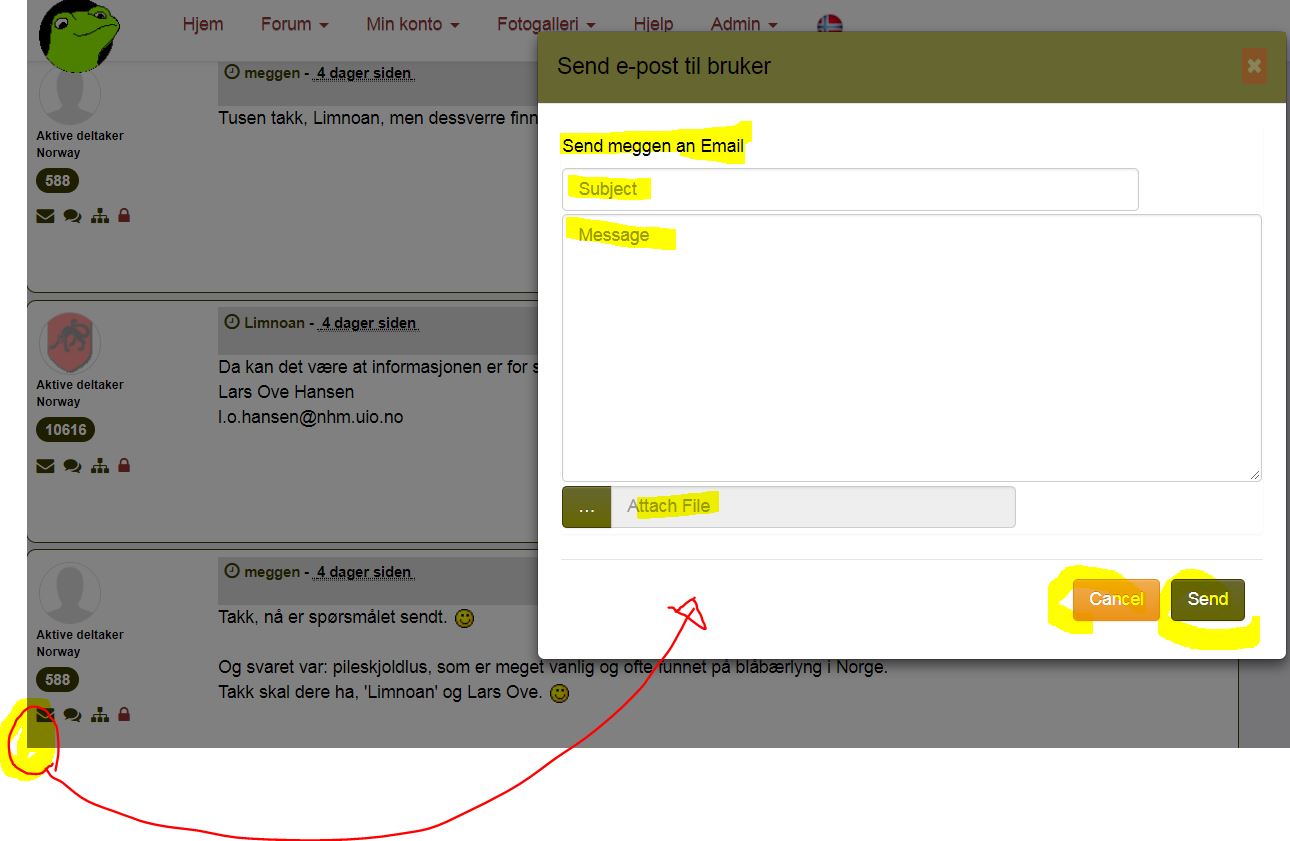 Hjem Forum Min konto Fotogalleri Hjelp Admin
meggen - 4 dager siden
Aktive deltaker
Norway
588
Tusen takk, Limnoan, men dessverre finn
Limnoan - 4 dager siden
Aktive deltaker
Norway
10616
Da kan det være at informasjonen er for s
Lars Ove Hansen
l.o.hansen@nhm.uio.no
meggen - 4 dager siden
Aktive deltaker
Norway
588
Takk, nå er spørsmålet sendt.
Og svaret var: pileskjoldlus, som er meget vanlig og ofte funnet på blåbærlyng i Norge.
Takk skal dere ha, 'Limnoan' og Lars Ove.
Send e-post til bruker
Send meggen an Email
Subject
Message
... Attach File
Cancel Send